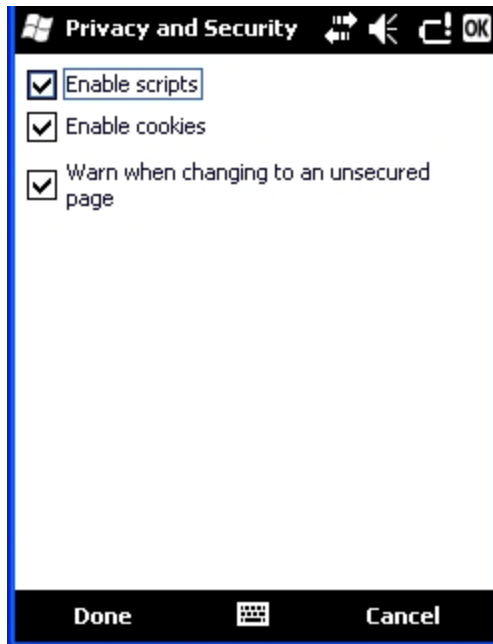 Privacy and Security
OK
Enable scripts
Enable cookies
Warn when changing to an unsecured
page
Done
Cancel